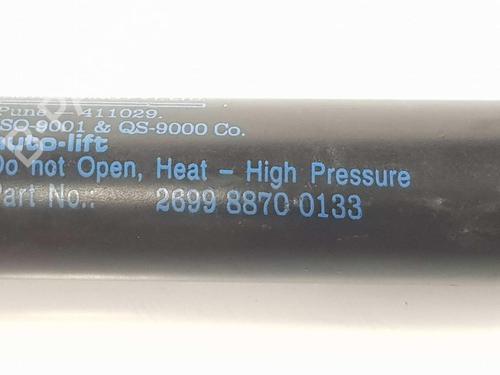 Pune 411029.
SO-9001 & QS-9000 Co.
auto-lift
Do not Open, Heat - High Pressure
Part No.: 2699 8870 0133